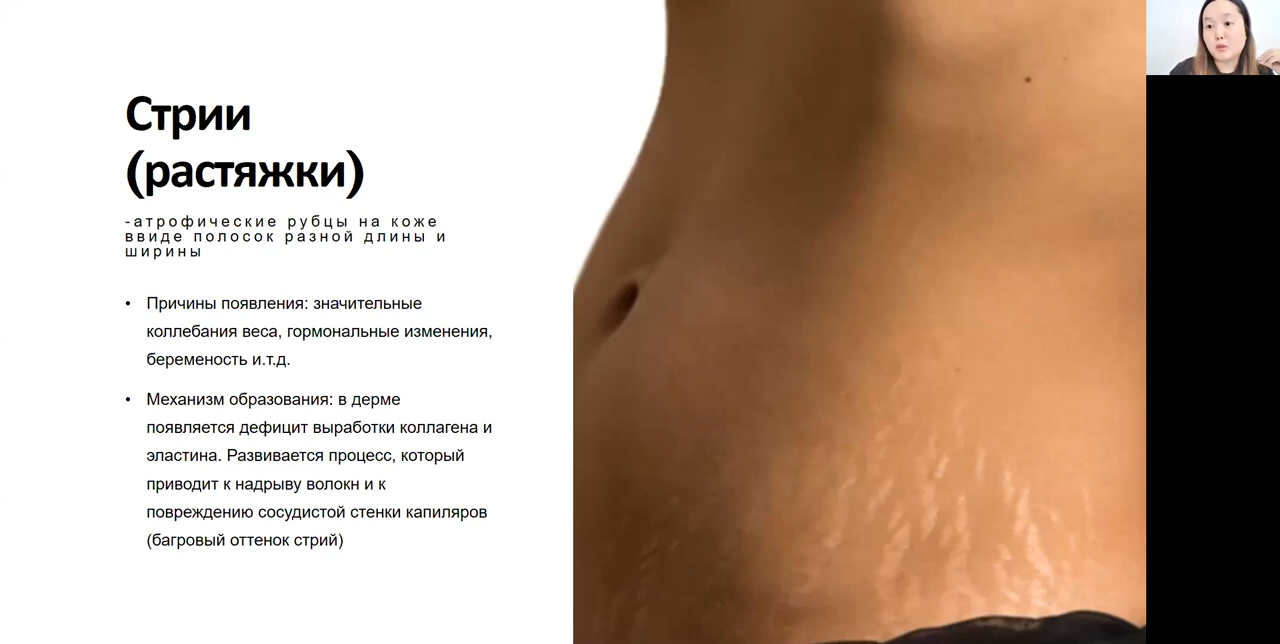 Стрии
(растяжки)
-атрофические рубцы на коже
ввиде полосок разной длины и
ширины
• Причины появления: значительные
коллебания веса, гормональные изменения,
беременость и.т.д.
• Механизм образования: в дерме
появляется дефицит выработки коллагена и
эластина. Развивается процесс, который
приводит к надрыву волокн и к
повреждению сосудистой стенки капиляров
(багровый оттенок стрий)